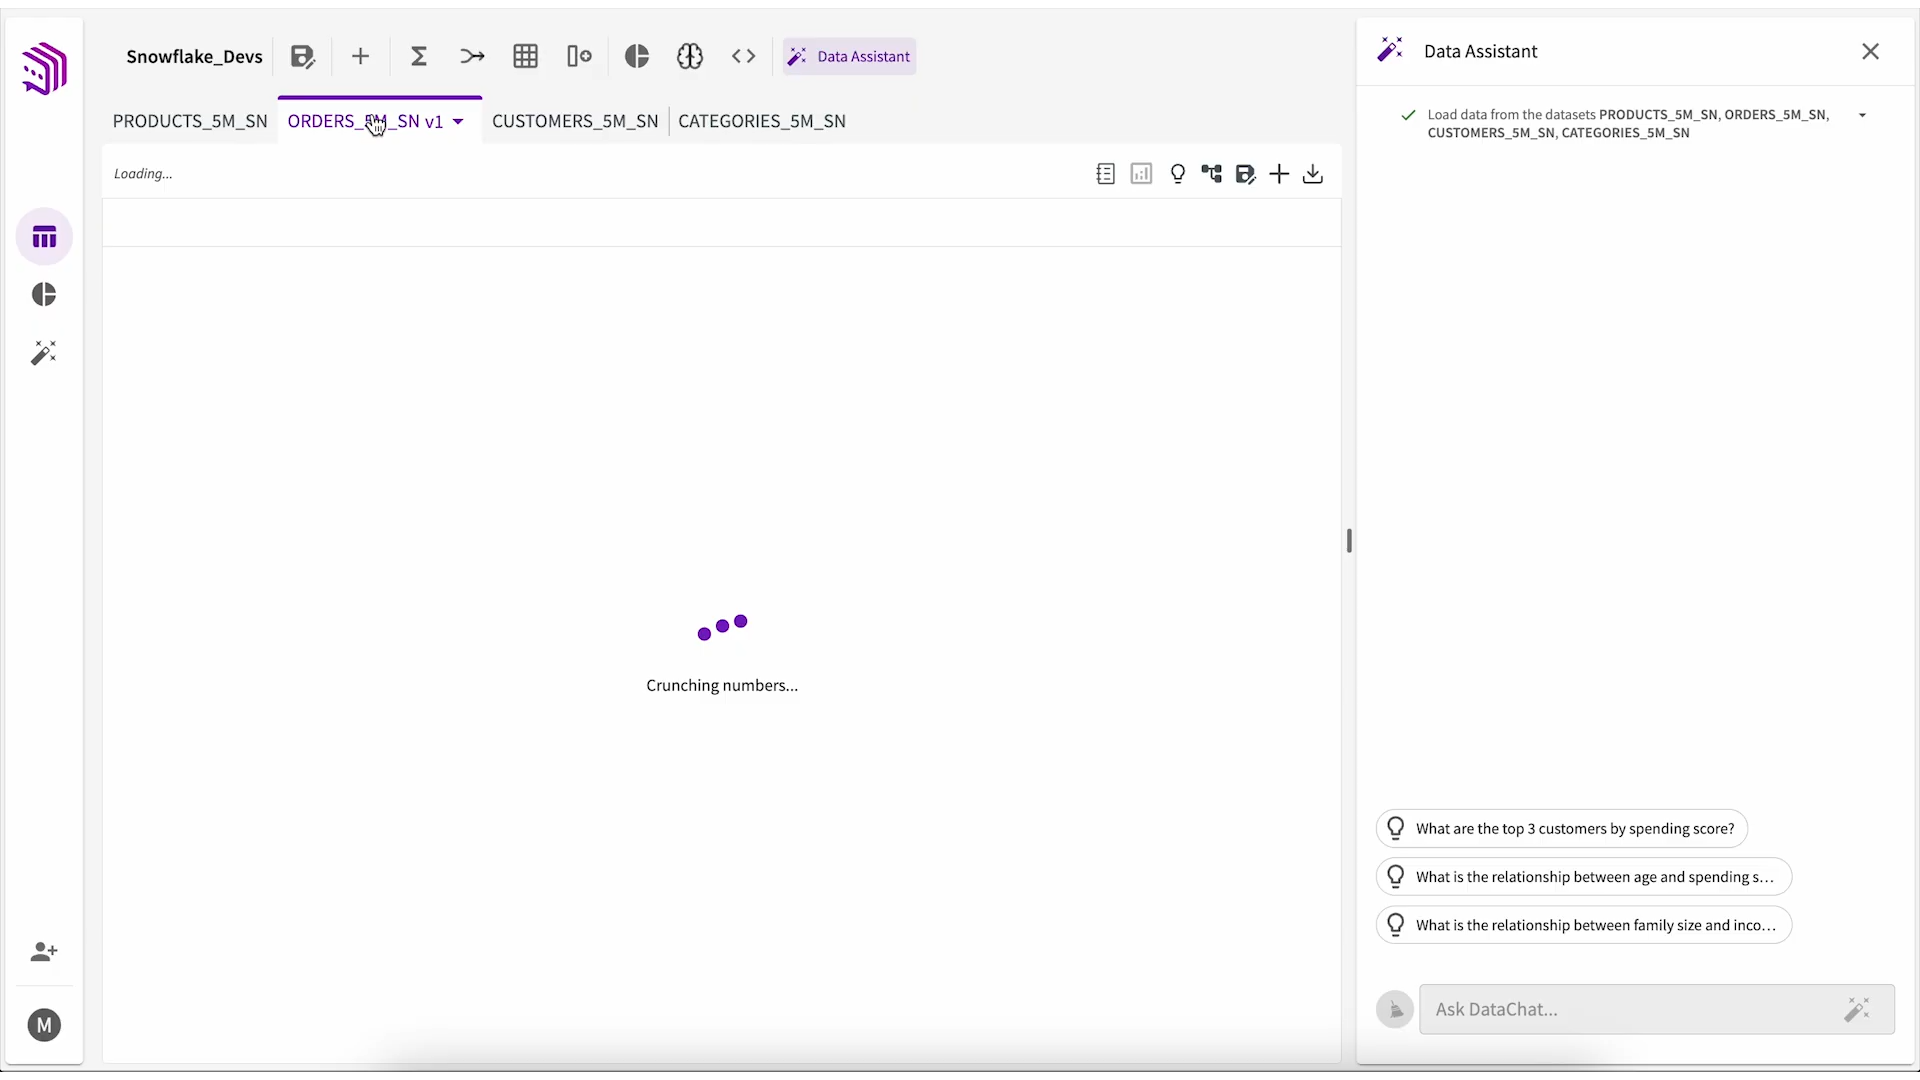 Snowflake_Devs
Data Assistant
PRODUCTS_5M_SN
ORDERS_5M_SN v1
CUSTOMERS_5M_SN
CATEGORIES_5M_SN
Loading...
Crunching numbers...
M
Data Assistant
Load data from the datasets PRODUCTS_5M_SN, ORDERS_5M_SN,
CUSTOMERS_5M_SN, CATEGORIES_5M_SN
What are the top 3 customers by spending score?
What is the relationship between age and spending s...
What is the relationship between family size and inco...
Ask DataChat...